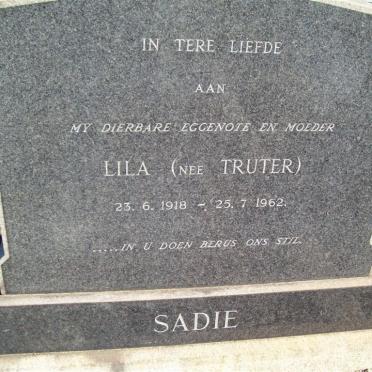 IN TERE LIEFDE
AAN
MY DIERBARE EGGENOTE EN MOEDER
LILA (NEE TRUTER)
23. 6. 1918 – 25. 7 1962.
.....IN U DOEN BERUS ONS STIL.
SADIE